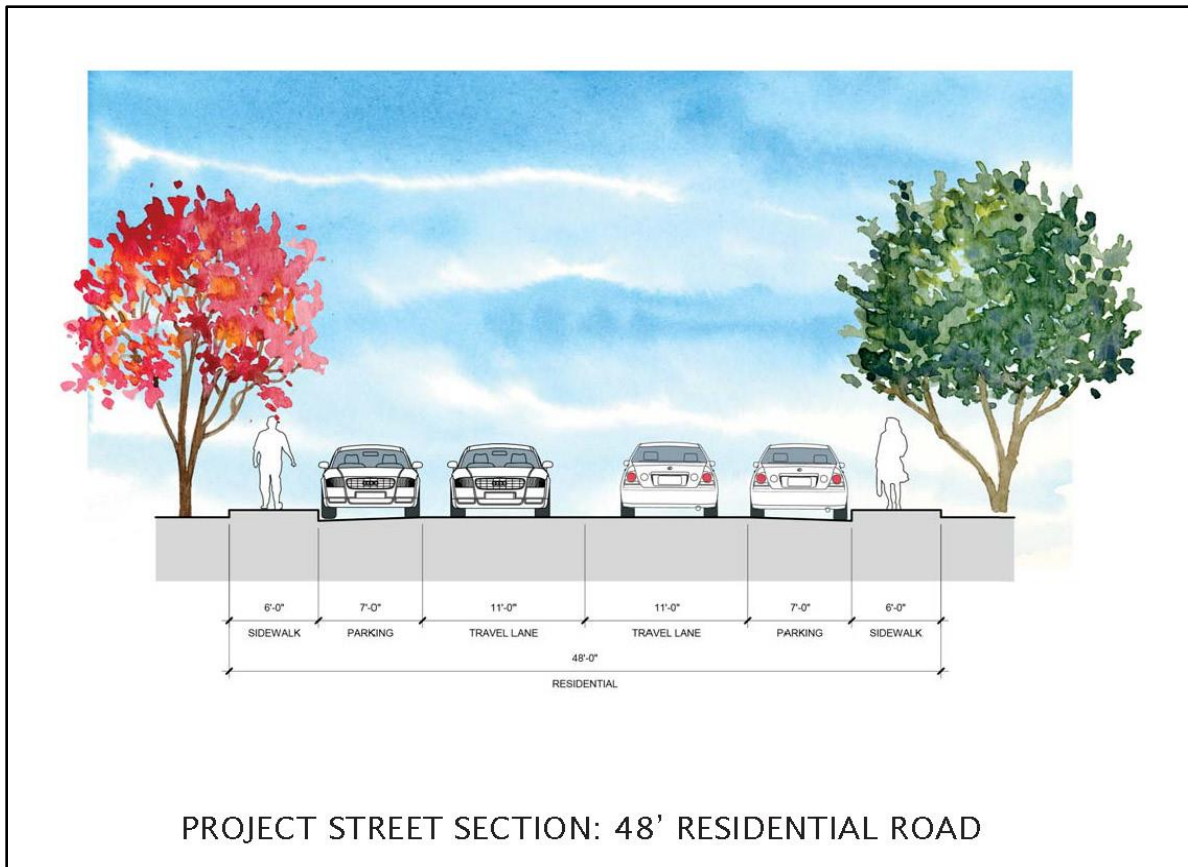 6'-0" 7'-0" 11'-0" 11'-0" 7'-0" 6'-0"
SIDEWALK PARKING TRAVEL LANE TRAVEL LANE PARKING SIDEWALK
48'-0"
RESIDENTIAL
PROJECT STREET SECTION: 48’ RESIDENTIAL ROAD